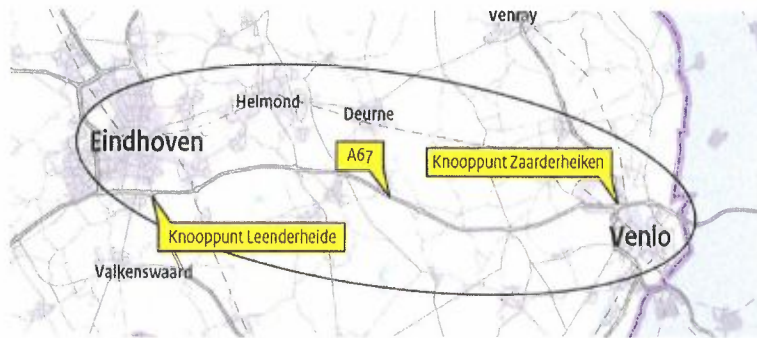 Venray
Helmond
Deurne
Eindhoven
A67
Knooppunt Zaarderheiken
Knooppunt Leenderheide
Venlo
Valkenswaard